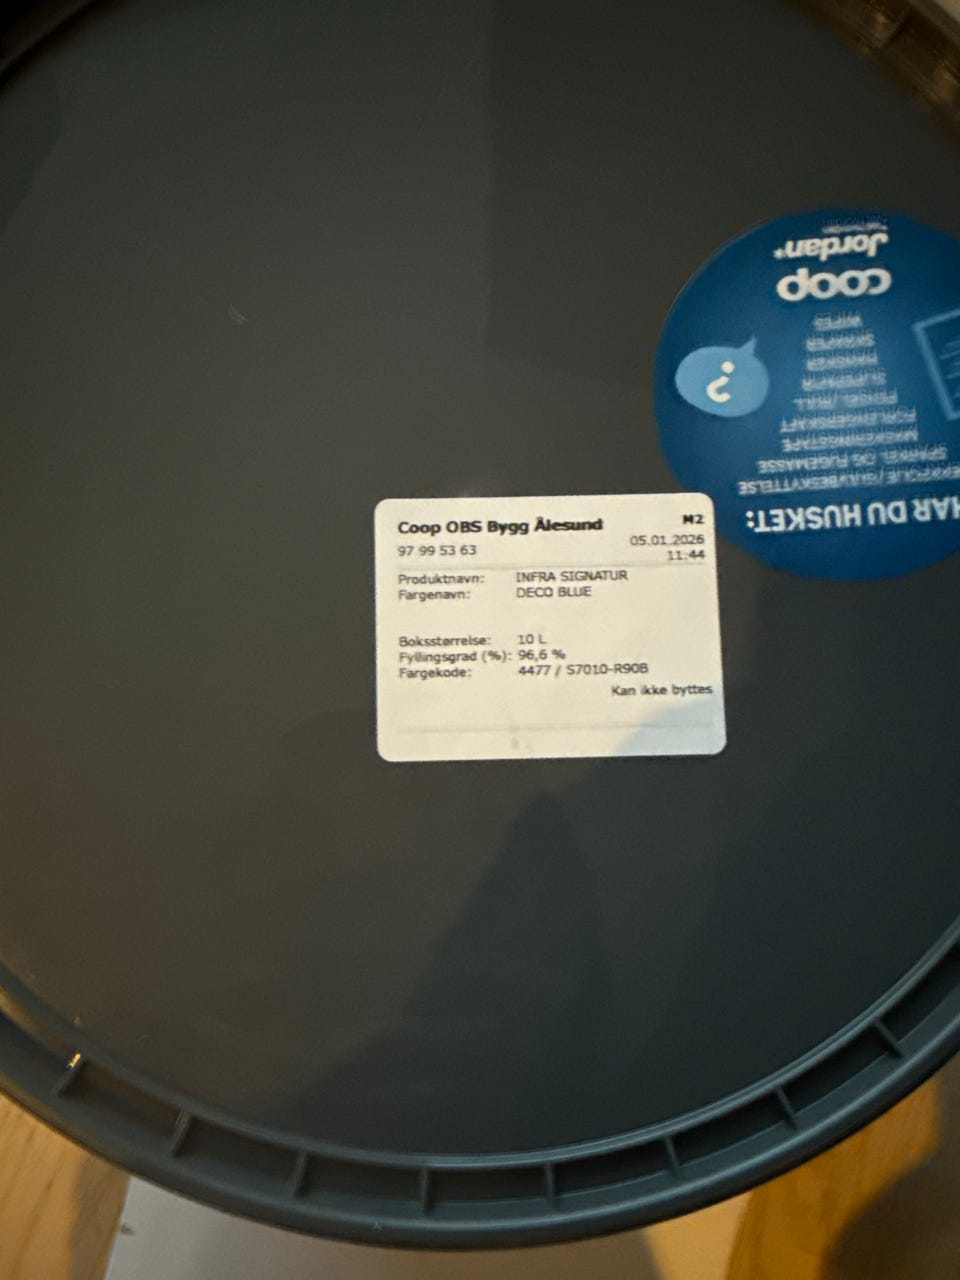 Coop OBS Bygg Ålesund M2
97 99 53 63 05.01.2026
11:44
Produktnavn: INFRA SIGNATUR
Fargenavn: DECO BLUE
Boksstørrelse: 10 L
Fyllingsgrad (%): 96,6 %
Fargekode: 4477 / S7010-R90B
Kan ikke byttes
HAR DU HUSKET:
/ GULVBESKYTTELSE
SPARKEL OG FUGEMASSE
MASKERINGSTAPE
FORLENGERSKAFT
PENSEL / RULL
SLIPEPAPIR
SKRAPER
WIPES
?
coop
Jordan*